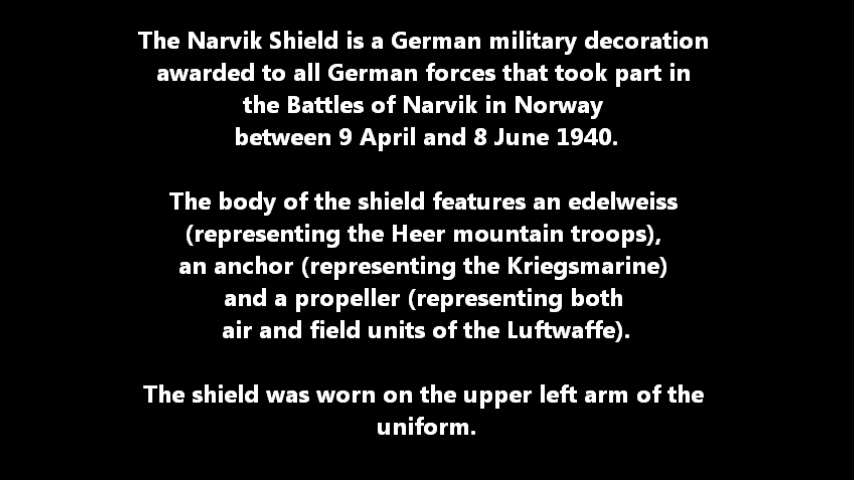 The Narvik Shield is a German military decoration
awarded to all German forces that took part in
the Battles of Narvik in Norway
between 9 April and 8 June 1940.
The body of the shield features an edelweiss
(representing the Heer mountain troops),
an anchor (representing the Kriegsmarine)
and a propeller (representing both
air and field units of the Luftwaffe).
The shield was worn on the upper left arm of the
uniform.